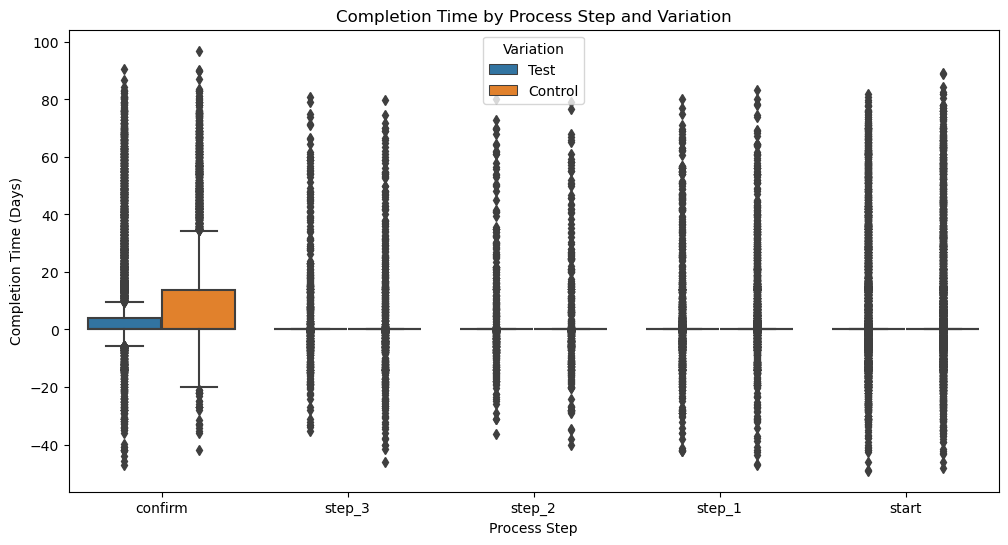 Completion Time by Process Step and Variation
Variation
Test
Control
Completion Time (Days)
100
80
60
40
20
0
−20
−40
confirm
step_3
step_2
step_1
start
Process Step